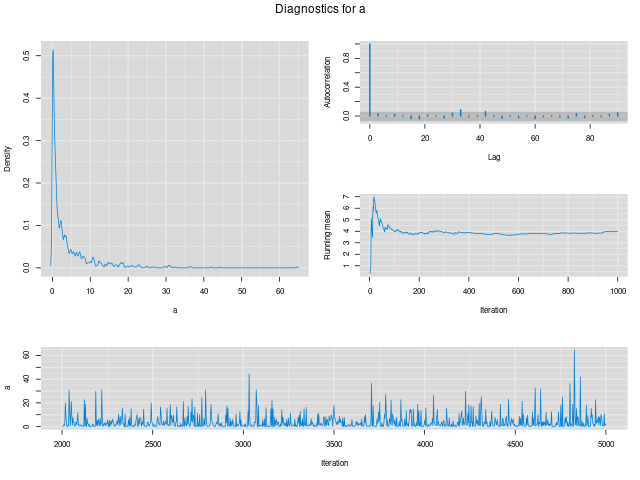 Diagnostics for a
Density
0.0 0.1 0.2 0.3 0.4 0.5
0 10 20 30 40 50 60
a
Autocorrelation
0.0 0.4 0.8
0 20 40 60 80
Lag
Running mean
1 2 3 4 5 6 7
0 200 400 600 800 1000
Iteration
a
0 20 40 60
2000 2500 3000 3500 4000 4500 5000
Iteration